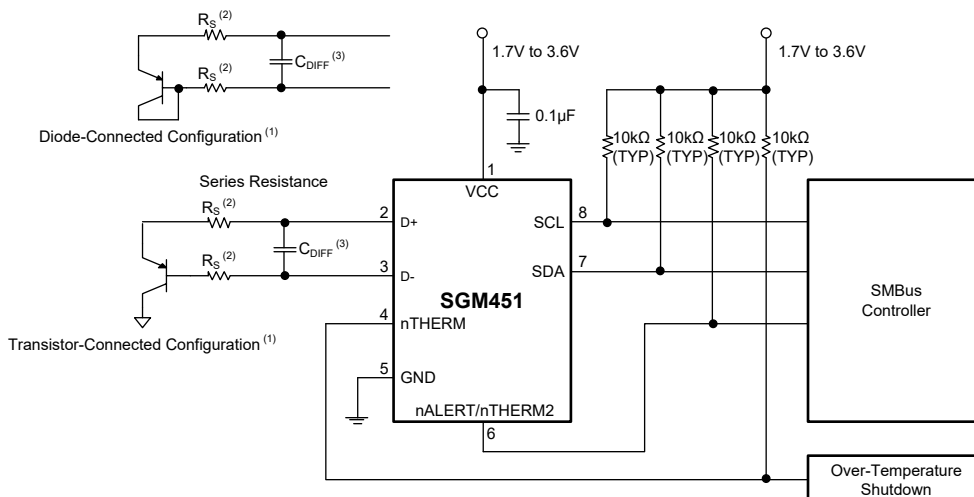 RS (2)
CDIFF (3)
RS (2)
Diode-Connected Configuration (1)
1.7V to 3.6V
0.1µF
1.7V to 3.6V
10kΩ
(TYP)
10kΩ
(TYP)
10kΩ
(TYP)
10kΩ
(TYP)
Series Resistance
RS (2)
CDIFF (3)
RS (2)
Transistor-Connected Configuration (1)
1
VCC
2
D+
3
D-
SGM451
4
nTHERM
5
GND
nALERT/nTHERM2
6
SCL
8
SDA
7
SMBus
Controller
Over-Temperature
Shutdown